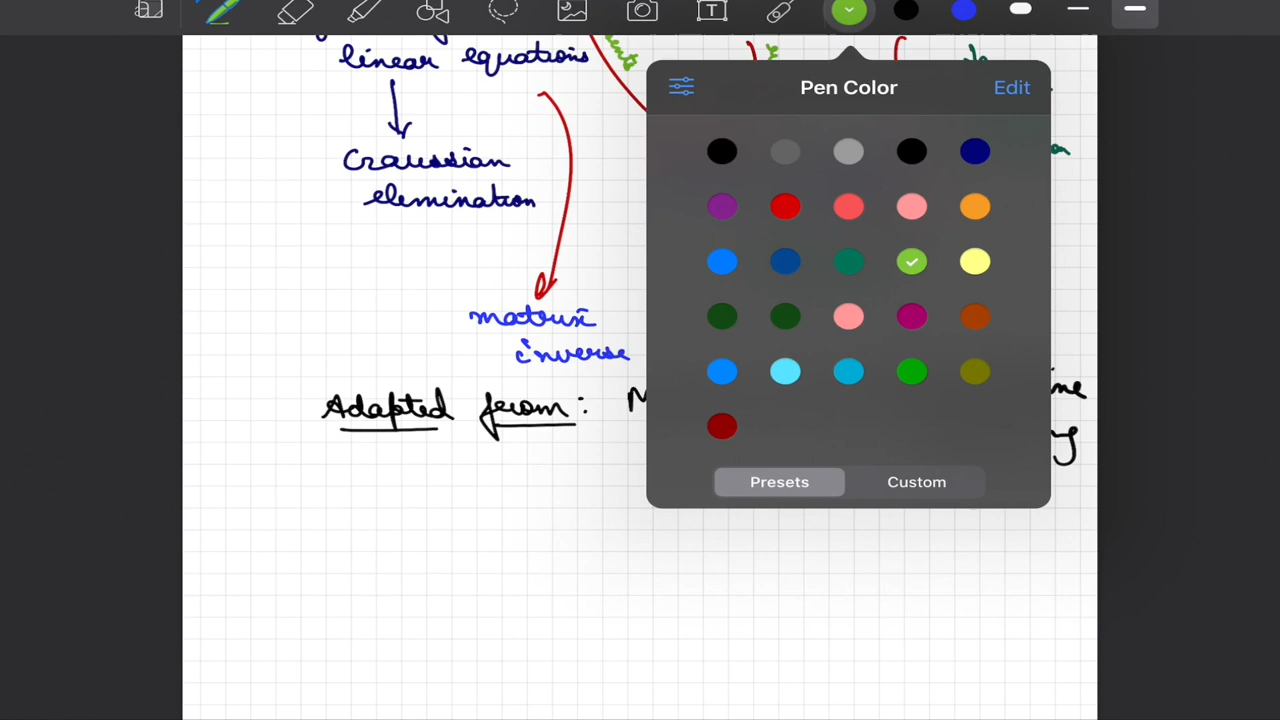 Pen Color
Edit
linear equations
Gaussian
elemination
matrix
inverse
Adapted from:
Presets
Custom